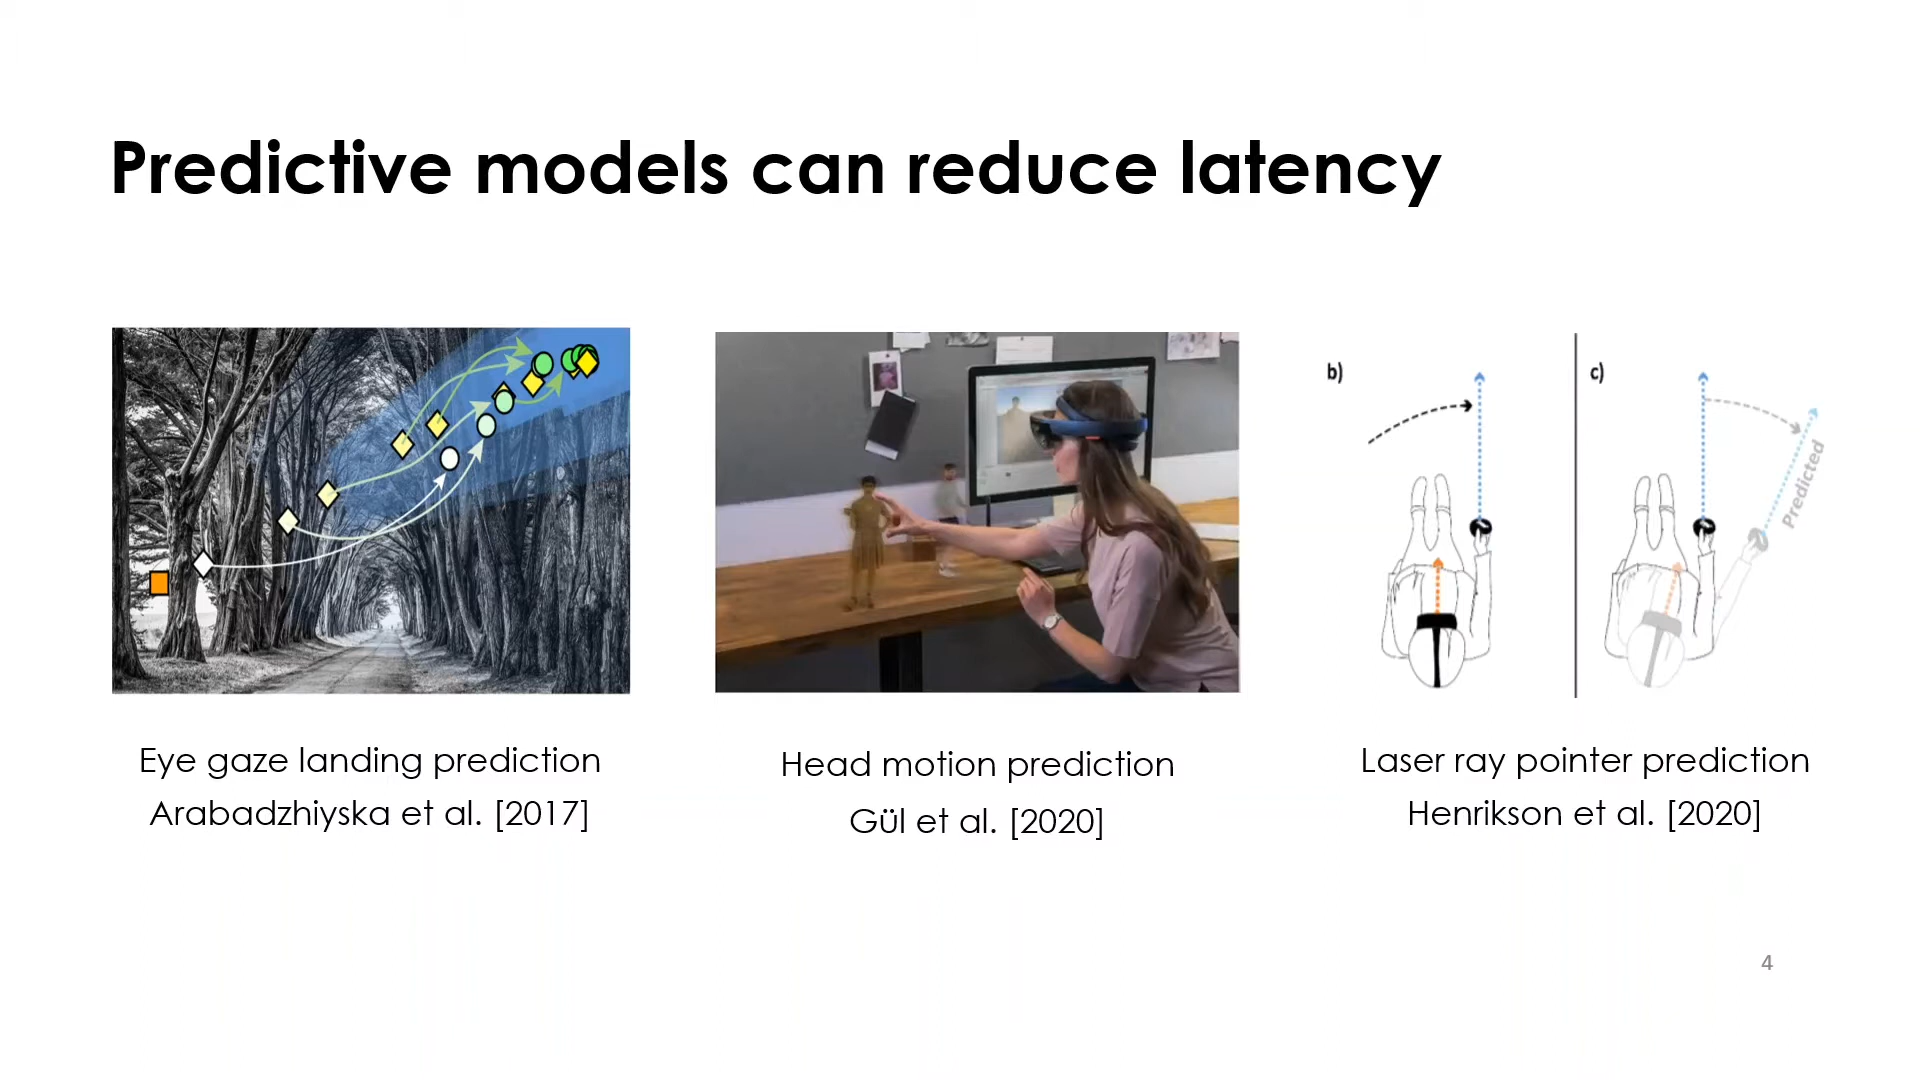 Predictive models can reduce latency
b)
c)
Predicted
Eye gaze landing prediction
Arabadzhiyska et al. [2017]
Head motion prediction
Gül et al. [2020]
Laser ray pointer prediction
Henrikson et al. [2020]
4